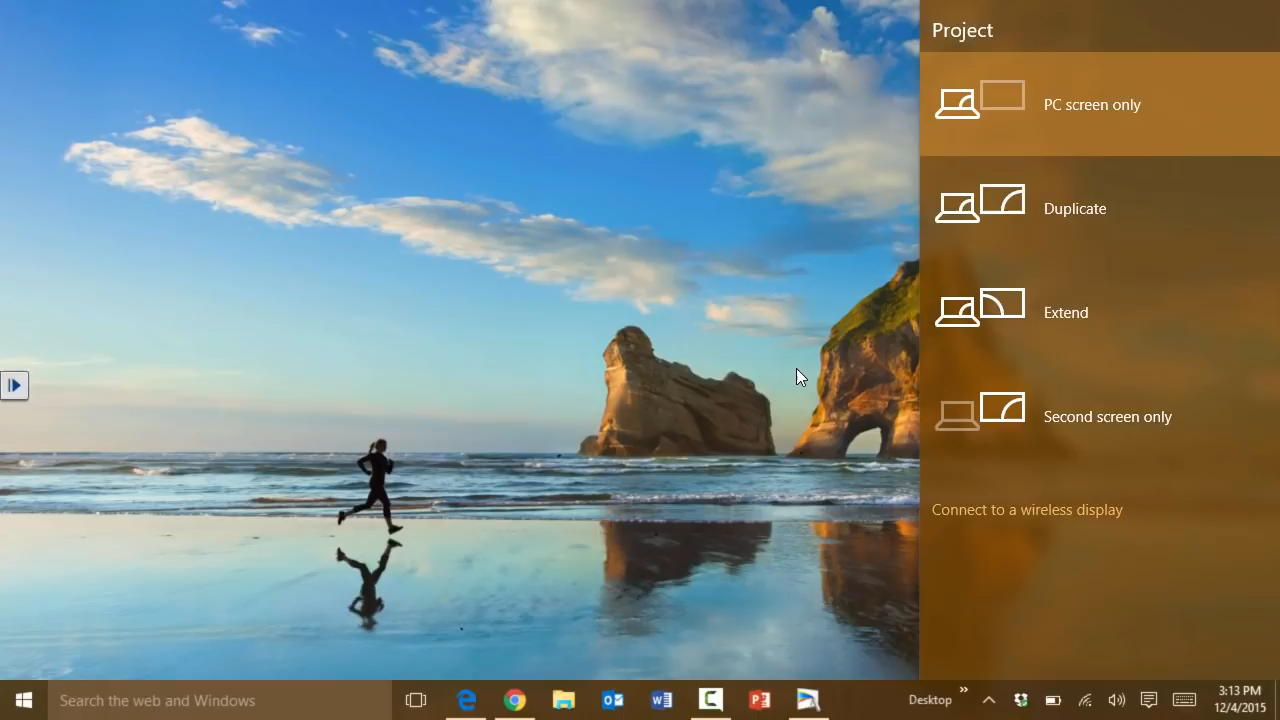 Project
PC screen only
Duplicate
Extend
Second screen only
Connect to a wireless display
Search the web and Windows
Desktop
3:13 PM
12/4/2015